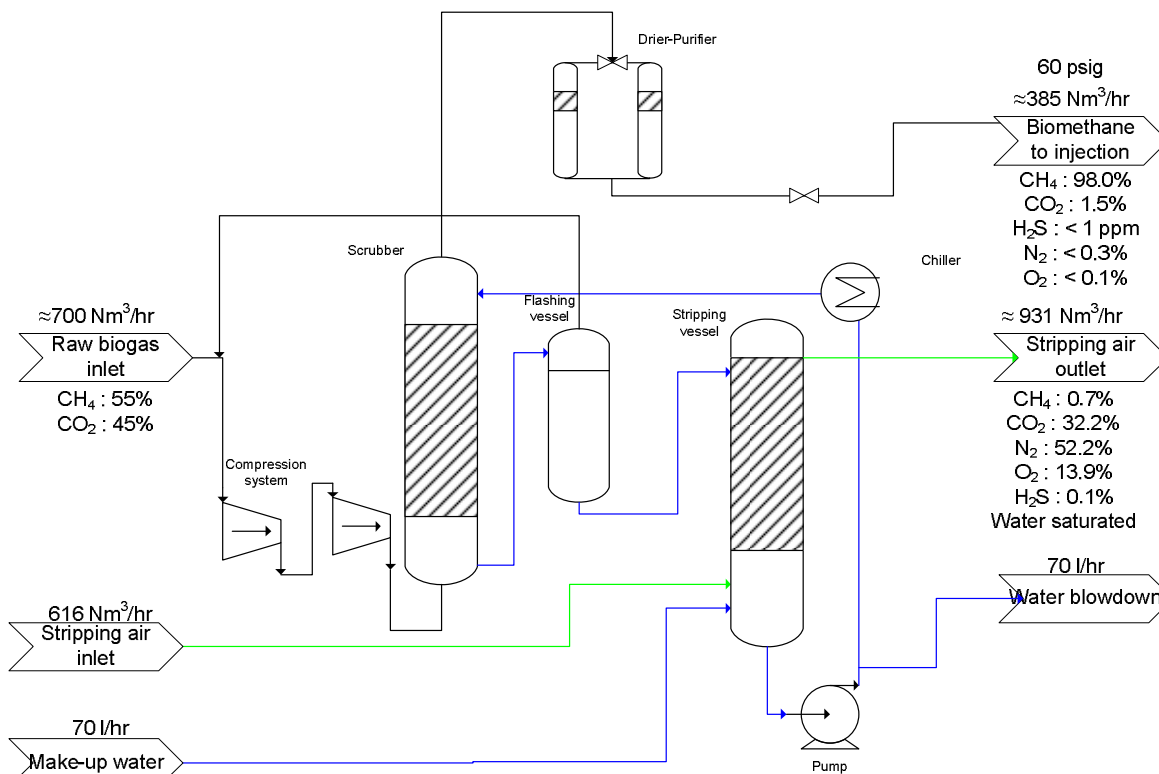 Drier-Purifier
60 psig
≈385 Nm³/hr
Biomethane
to injection
CH₄ : 98.0%
CO₂ : 1.5%
H₂S : < 1 ppm
N₂ : < 0.3%
O₂ : < 0.1%
Scrubber
Chiller
Flashing
vessel
Stripping
vessel
≈700 Nm³/hr
Raw biogas
inlet
CH₄ : 55%
CO₂ : 45%
≈ 931 Nm³/hr
Stripping air
outlet
CH₄ : 0.7%
CO₂ : 32.2%
N₂ : 52.2%
O₂ : 13.9%
H₂S : 0.1%
Water saturated
Compression
system
616 Nm³/hr
Stripping air
inlet
70 l/hr
Water blowdown
70 l/hr
Make-up water
Pump